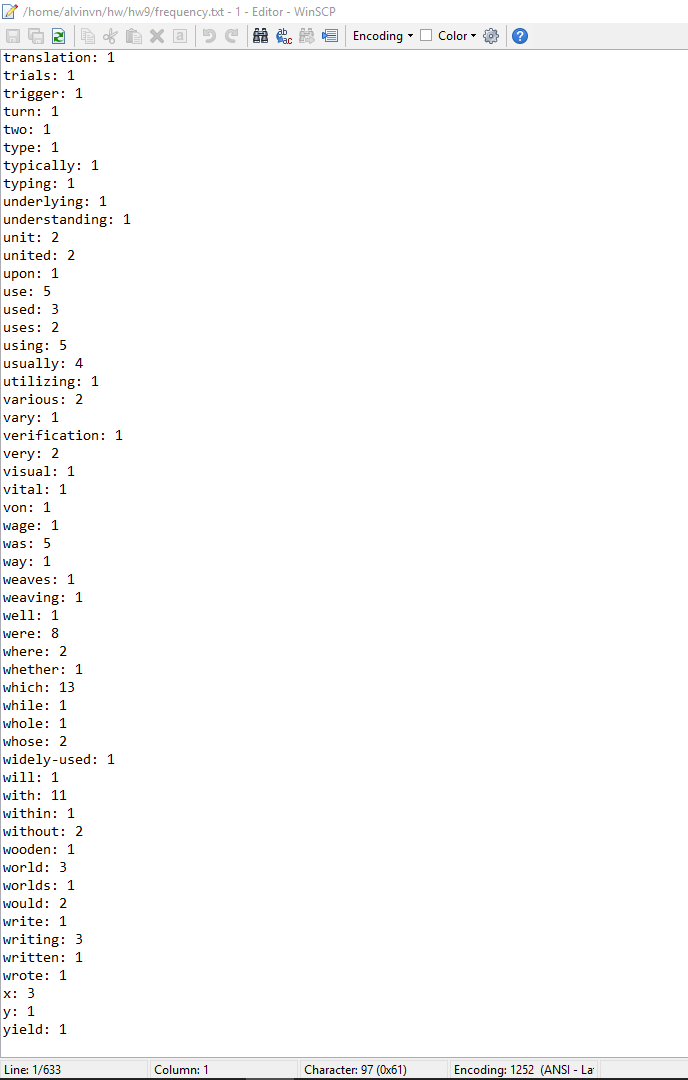 /home/alvinvn/hw/hw9/frequency.txt - 1 - Editor - WinSCP
Encoding Color
translation: 1
trials: 1
trigger: 1
turn: 1
two: 1
type: 1
typically: 1
typing: 1
underlying: 1
understanding: 1
unit: 2
united: 2
upon: 1
use: 5
used: 3
uses: 2
using: 5
usually: 4
utilizing: 1
various: 2
vary: 1
verification: 1
very: 2
visual: 1
vital: 1
von: 1
wage: 1
was: 5
way: 1
weaves: 1
weaving: 1
well: 1
were: 8
where: 2
whether: 1
which: 13
while: 1
whole: 1
whose: 2
widely-used: 1
will: 1
with: 11
within: 1
without: 2
wooden: 1
world: 3
worlds: 1
would: 2
write: 1
writing: 3
written: 1
wrote: 1
x: 3
y: 1
yield: 1
Line: 1/633 Column: 1 Character: 97 (0x61) Encoding: 1252 (ANSI - La